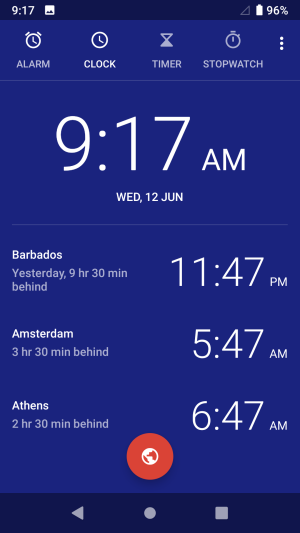 9:17 96%
ALARM CLOCK TIMER STOPWATCH
9:17 AM
WED, 12 JUN
Barbados
Yesterday, 9 hr 30 min
behind
11:47 PM
Amsterdam
3 hr 30 min behind
5:47 AM
Athens
2 hr 30 min behind
6:47 AM